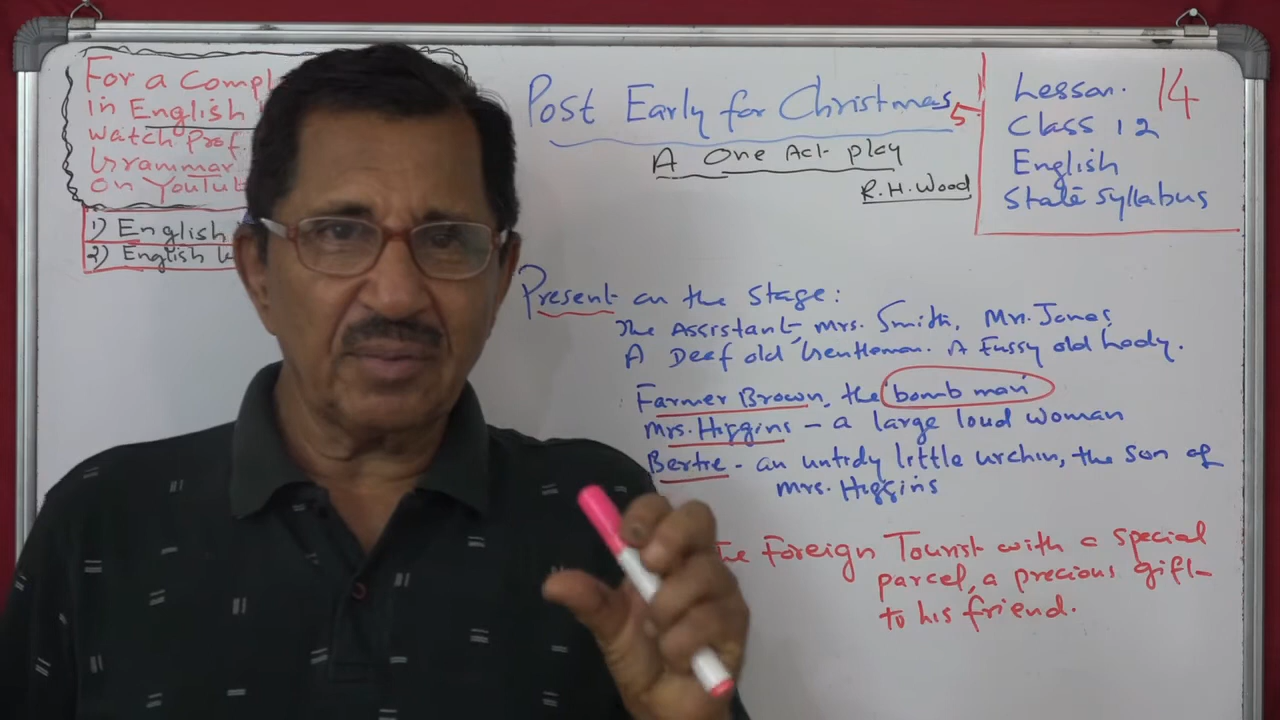 For a Compl
in English
watch Prof.
Grammar
on YouTub
1) English
2) English
Post Early for Christmas 5
A One Act play
R.H. Wood
Lesson. 14
Class 12
English
State Syllabus
Present on the Stage:
The Assistant, Mrs. Smith, Mr. Jones,
A Deef old Gentleman. A Fussy old Lady.
Farmer Brown, the bomb man
Mrs. Higgins - a large loud woman
Bertie - an untidy little urchin, the son of
Mrs. Higgins
The Foreign Tourist with a special
parcel, a precious gift
to his friend.